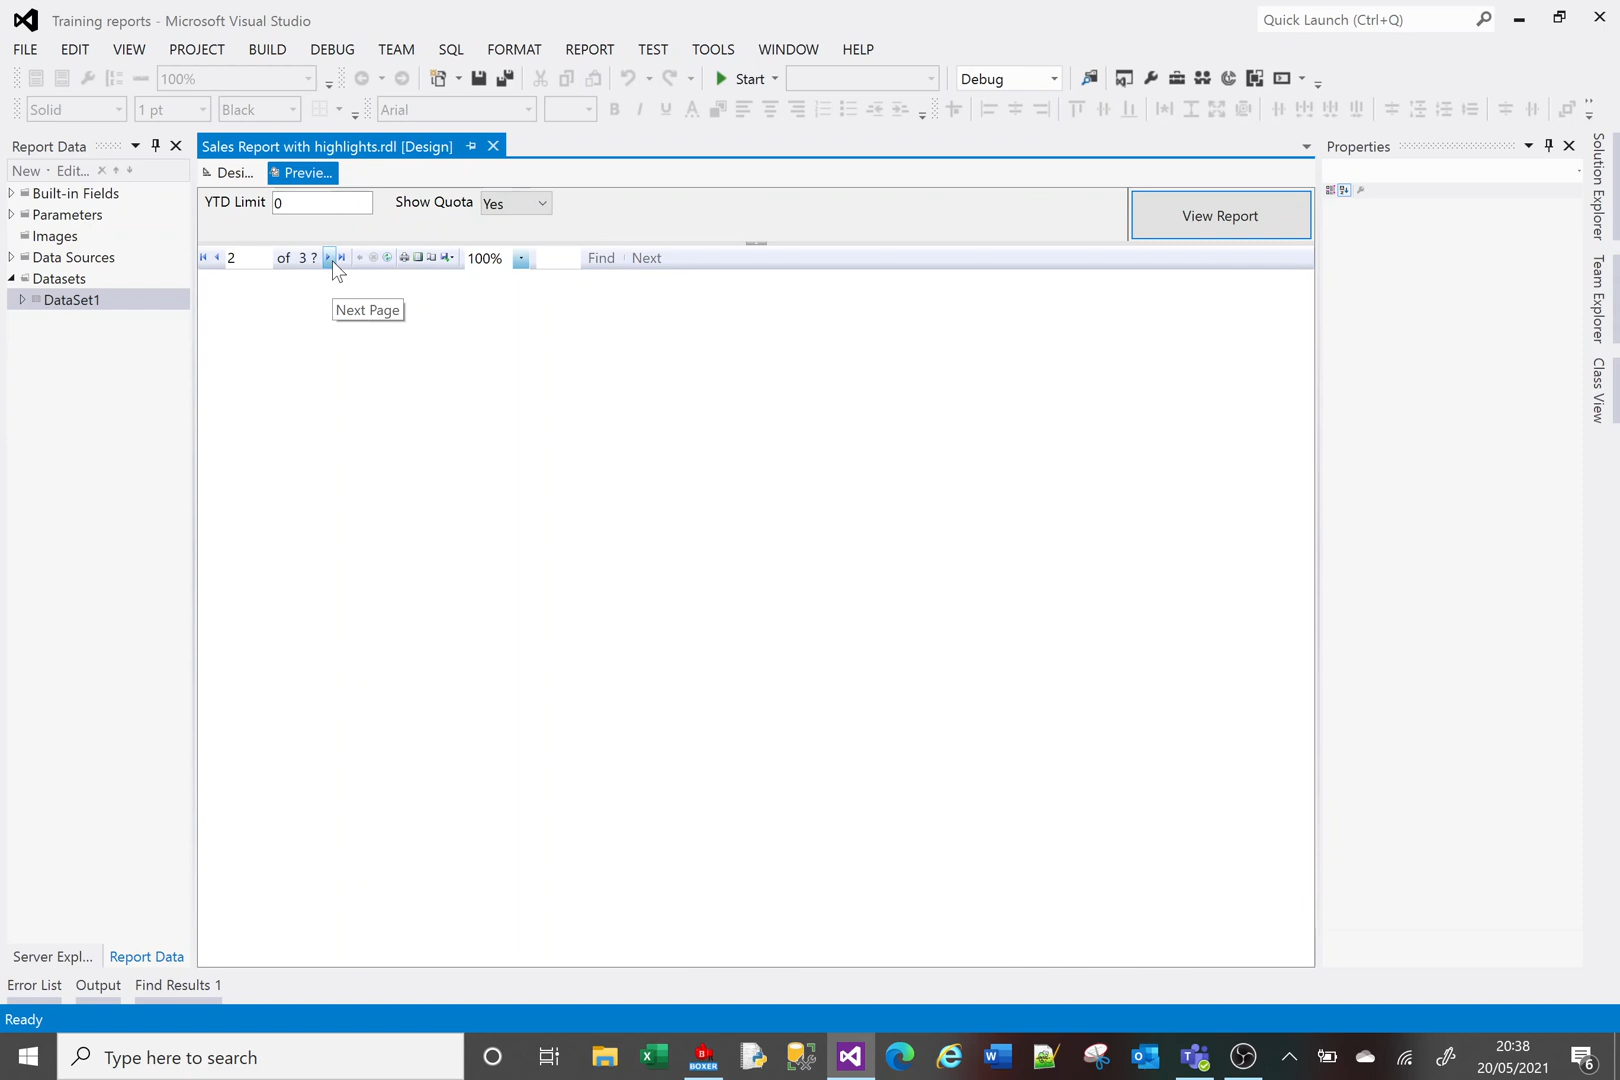 Training reports - Microsoft Visual Studio
Quick Launch (Ctrl+Q)
FILE EDIT VIEW PROJECT BUILD DEBUG TEAM SQL FORMAT REPORT TEST TOOLS WINDOW HELP
100% Start Debug
Solid 1 pt Black Arial
Report Data
Sales Report with highlights.rdl [Design]
Properties
New Edit...
Desi... Previe...
Built-in Fields
Parameters
Images
Data Sources
Datasets
DataSet1
YTD Limit 0 Show Quota Yes
View Report
2 of 3 ? 100% Find Next
Next Page
Solution Explorer
Team Explorer
Class View
Server Expl... Report Data
Error List Output Find Results 1
Ready
Type here to search
BOXER
20:38
20/05/2021
6